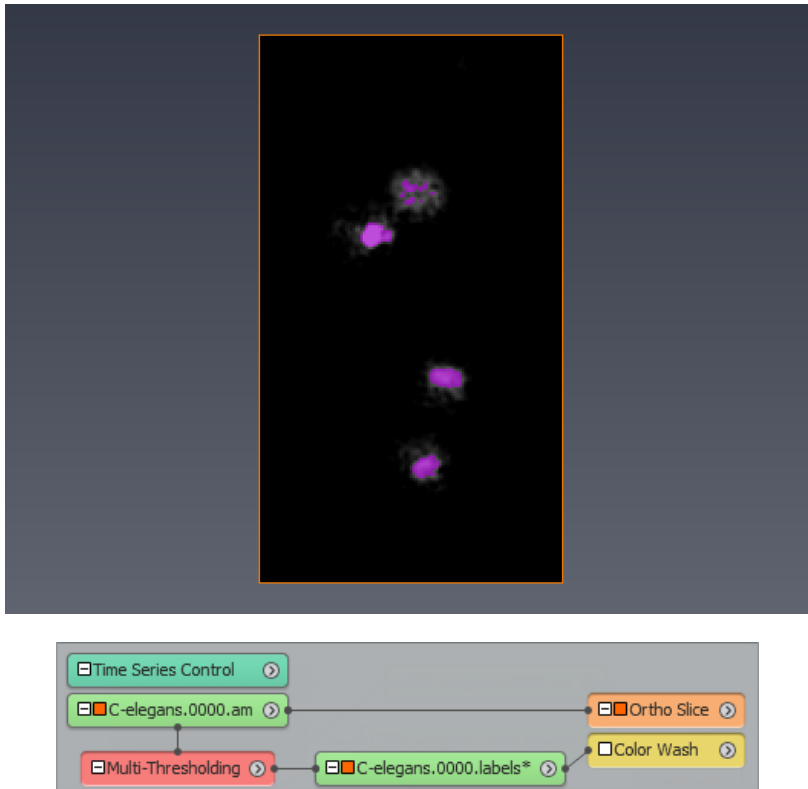 Time Series Control
C-elegans.0000.am
Ortho Slice
Color Wash
Multi-Thresholding
C-elegans.0000.labels*